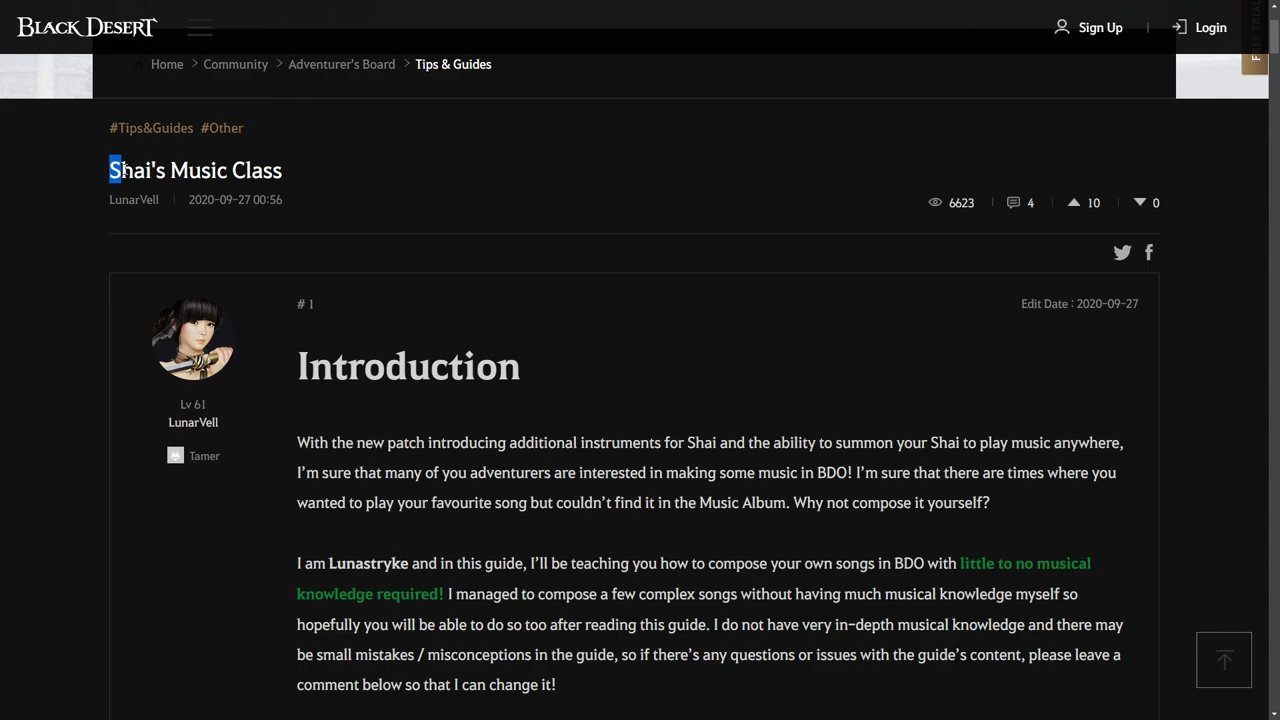 BLACK DESERT
Sign Up
Login
FREE TRIAL
Home > Community > Adventurer's Board > Tips & Guides
#Tips&Guides #Other
Shai's Music Class
LunarVell
2020-09-27 00:56
6623
4
10
0
# 1
Edit Date : 2020-09-27
Lv 61
LunarVell
Tamer
Introduction
With the new patch introducing additional instruments for Shai and the ability to summon your Shai to play music anywhere,
I'm sure that many of you adventurers are interested in making some music in BDO! I'm sure that there are times where you
wanted to play your favourite song but couldn't find it in the Music Album. Why not compose it yourself?
I am Lunastryke and in this guide, I'll be teaching you how to compose your own songs in BDO with little to no musical
knowledge required! I managed to compose a few complex songs without having much musical knowledge myself so
hopefully you will be able to do so too after reading this guide. I do not have very in-depth musical knowledge and there may
be small mistakes / misconceptions in the guide, so if there's any questions or issues with the guide's content, please leave a
comment below so that I can change it!